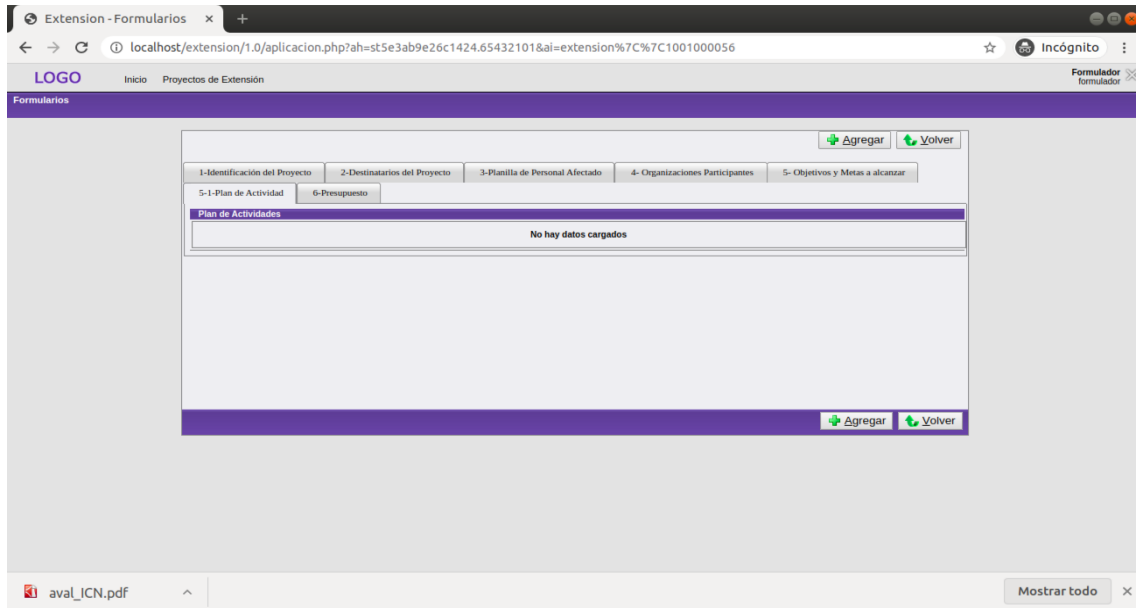 Extension - Formularios
localhost/extension/1.0/aplicacion.php?ah=st5e3ab9e26c1424.65432101&ai=extension%7C%7C1001000056
Incógnito
LOGO Inicio Proyectos de Extensión
Formulador
formulador
Formularios
Agregar Volver
1-Identificación del Proyecto 2-Destinatarios del Proyecto 3-Planilla de Personal Afectado 4- Organizaciones Participantes 5- Objetivos y Metas a alcanzar
5-1-Plan de Actividad 6-Presupuesto
Plan de Actividades
No hay datos cargados
Agregar Volver
aval_ICN.pdf Mostrar todo